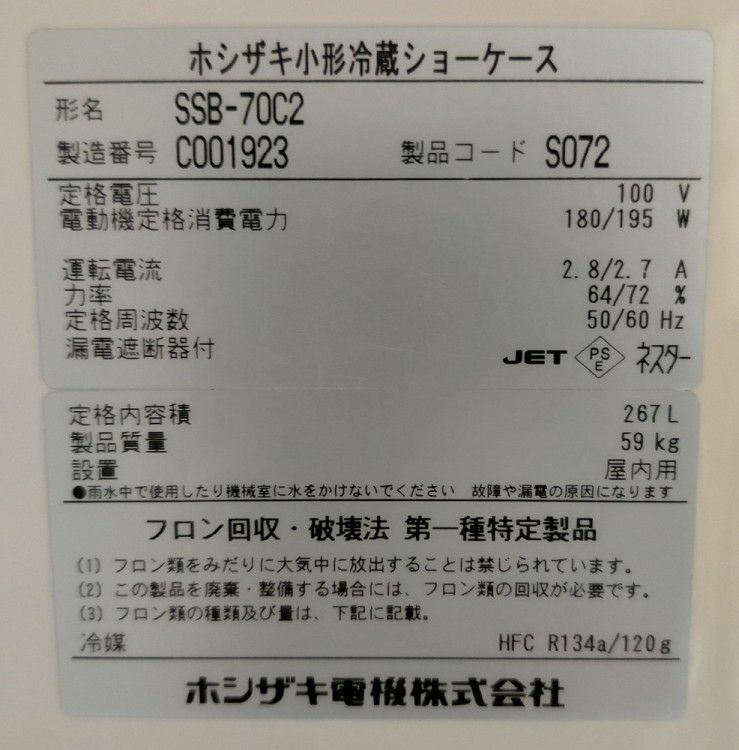 ホシザキ小形冷蔵ショーケース
形名 SSB-70C2
製造番号 C001923 製品コード S072
定格電圧 100 V
電動機定格消費電力 180/195 W
運転電流 2.8/2.7 A
力率 64/72 %
定格周波数 50/60 Hz
漏電遮断器付 JET PSE ネスター
定格内容積 267L
製品質量 59 kg
設置 屋内用
●雨水中で使用したり機械室に水をかけないでください 故障や漏電の原因になります
フロン回収・破壊法 第一種特定製品
(1) フロン類をみだりに大気中に放出することは禁じられています。
(2) この製品を廃棄・整備する場合には、フロン類の回収が必要です。
(3) フロン類の種類及び量は、下記に記載。
冷媒 HFC R134a/120g
ホシザキ電機株式会社